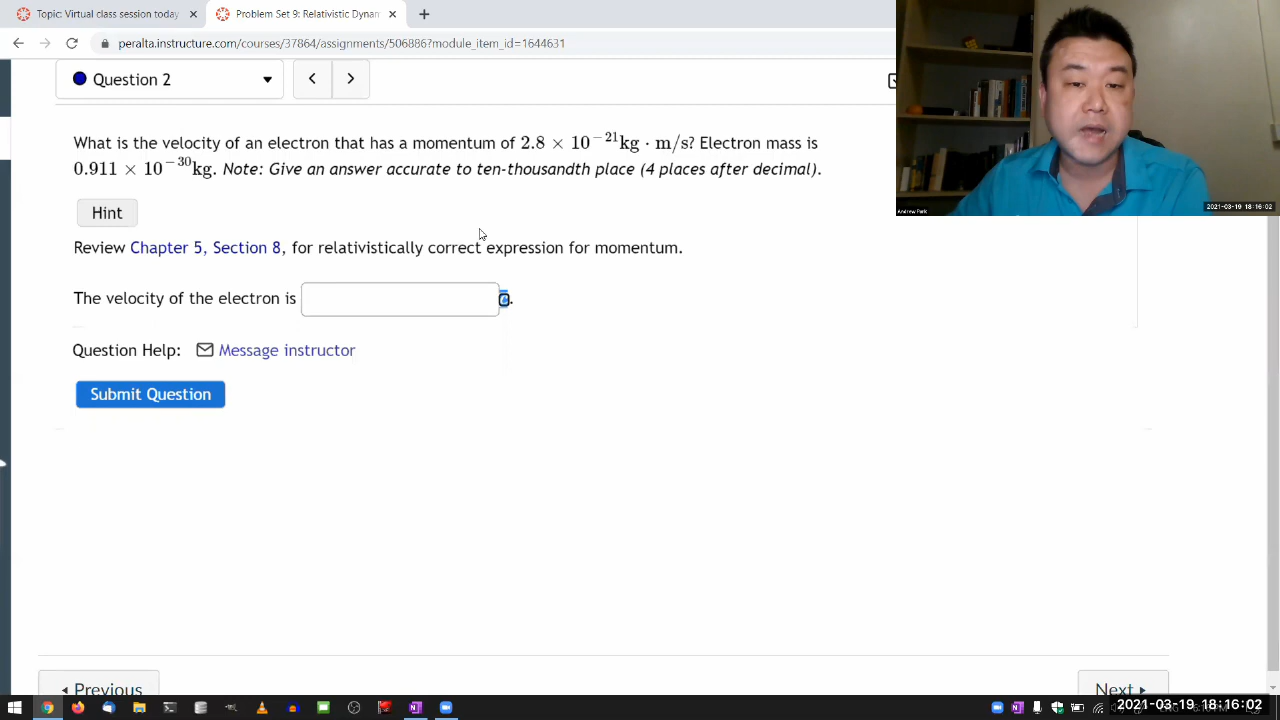 Topic 9: Classroom today
Problem Set 9: Relativistic Dynam
peralta.instructure.com/courses/37864/assignments/506886?module_item_id=1644631
Question 2
What is the velocity of an electron that has a momentum of 2.8 × 10⁻²¹kg · m/s? Electron mass is
0.911 × 10⁻³⁰kg. Note: Give an answer accurate to ten-thousandth place (4 places after decimal).
Hint
Review Chapter 5, Section 8, for relativistically correct expression for momentum.
The velocity of the electron is
Question Help: Message instructor
Submit Question
Previous
Next
Andrew Park
2021-03-19 18:16:02
2021-03-19 18:16:02